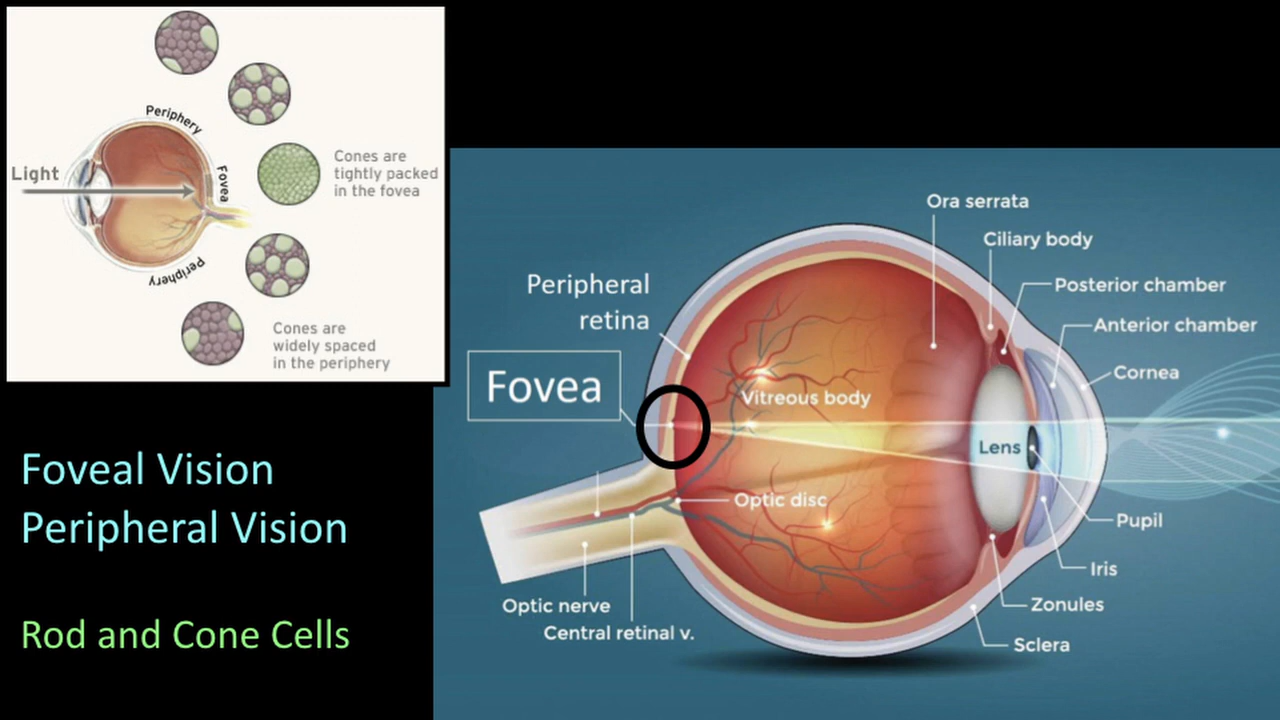 Periphery
Light
Fovea
Cones are
tightly packed
in the fovea
Periphery
Cones are
widely spaced
in the periphery
Foveal Vision
Peripheral Vision
Rod and Cone Cells
Ora serrata
Ciliary body
Peripheral
retina
Posterior chamber
Anterior chamber
Fovea
Cornea
Vitreous body
Lens
Optic disc
Pupil
Iris
Optic nerve
Zonules
Central retinal v.
Sclera